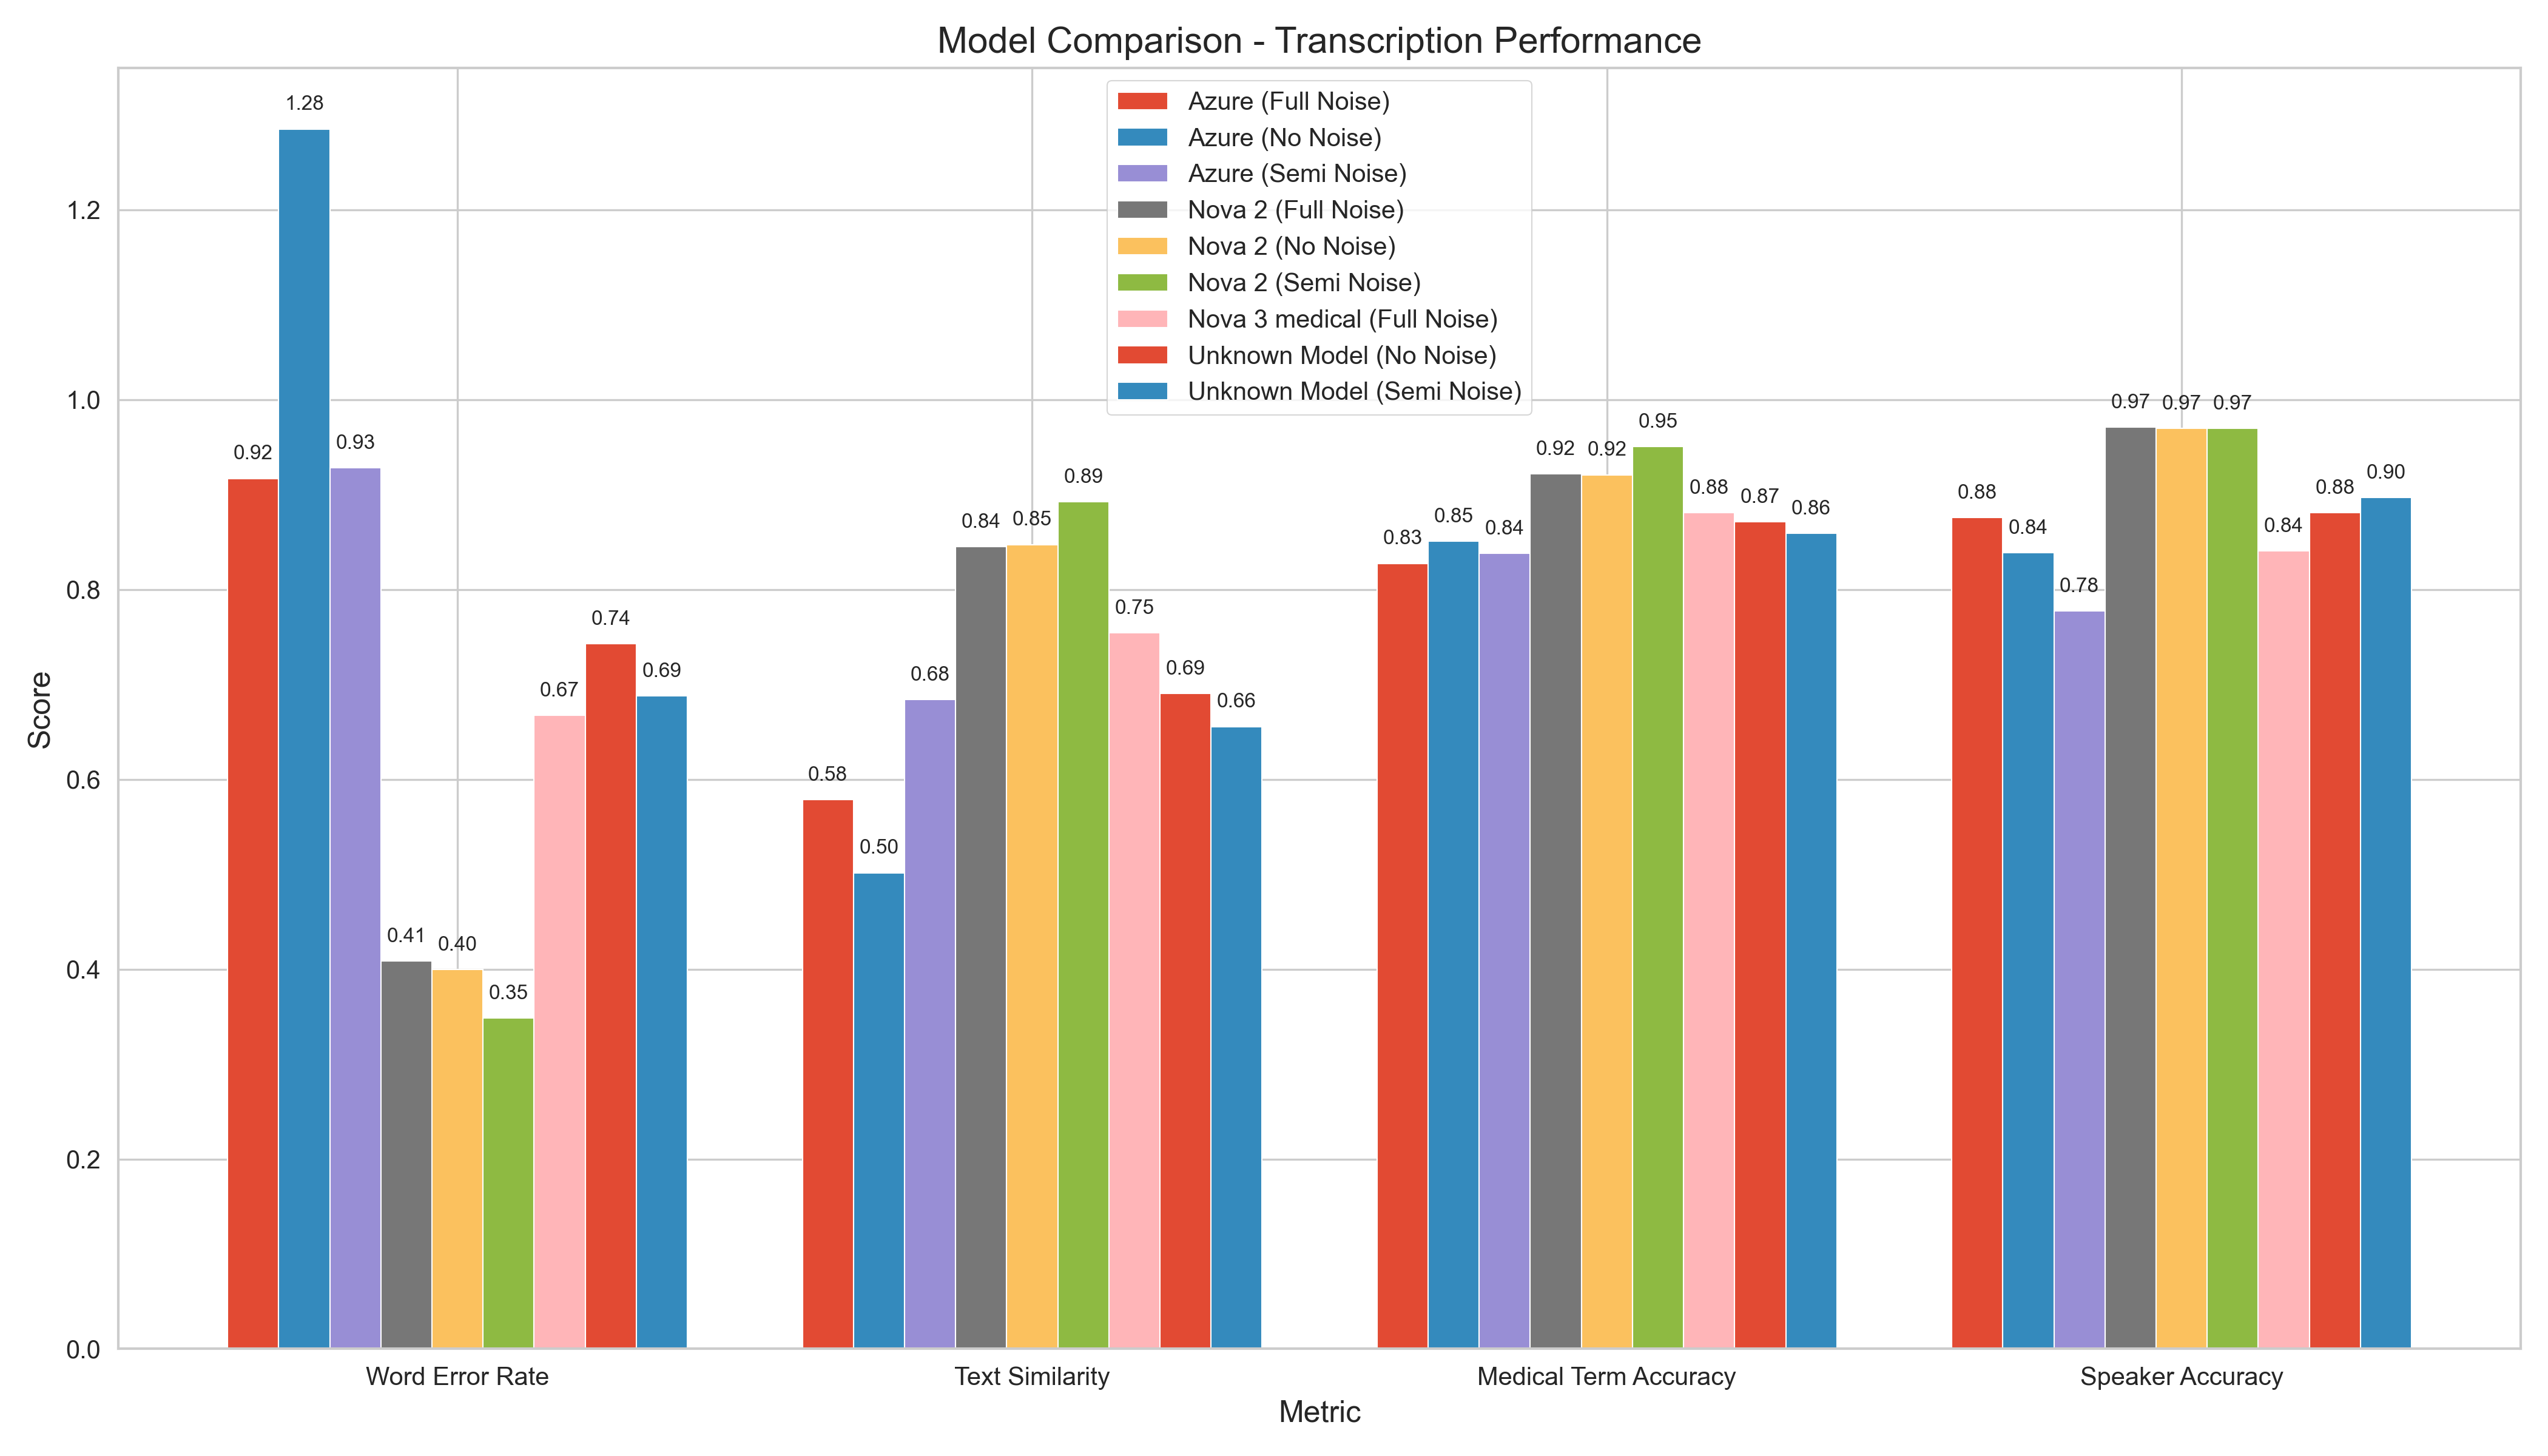 Model Comparison - Transcription Performance
Azure (Full Noise)
Azure (No Noise)
Azure (Semi Noise)
Nova 2 (Full Noise)
Nova 2 (No Noise)
Nova 2 (Semi Noise)
Nova 3 medical (Full Noise)
Unknown Model (No Noise)
Unknown Model (Semi Noise)
Score
1.2
1.0
0.8
0.6
0.4
0.2
0.0
0.92
1.28
0.93
0.41
0.40
0.35
0.67
0.74
0.69
0.58
0.50
0.68
0.84
0.85
0.89
0.75
0.69
0.66
0.83
0.85
0.84
0.92
0.92
0.95
0.88
0.87
0.86
0.88
0.84
0.78
0.97
0.97
0.97
0.84
0.88
0.90
Word Error Rate
Text Similarity
Medical Term Accuracy
Speaker Accuracy
Metric